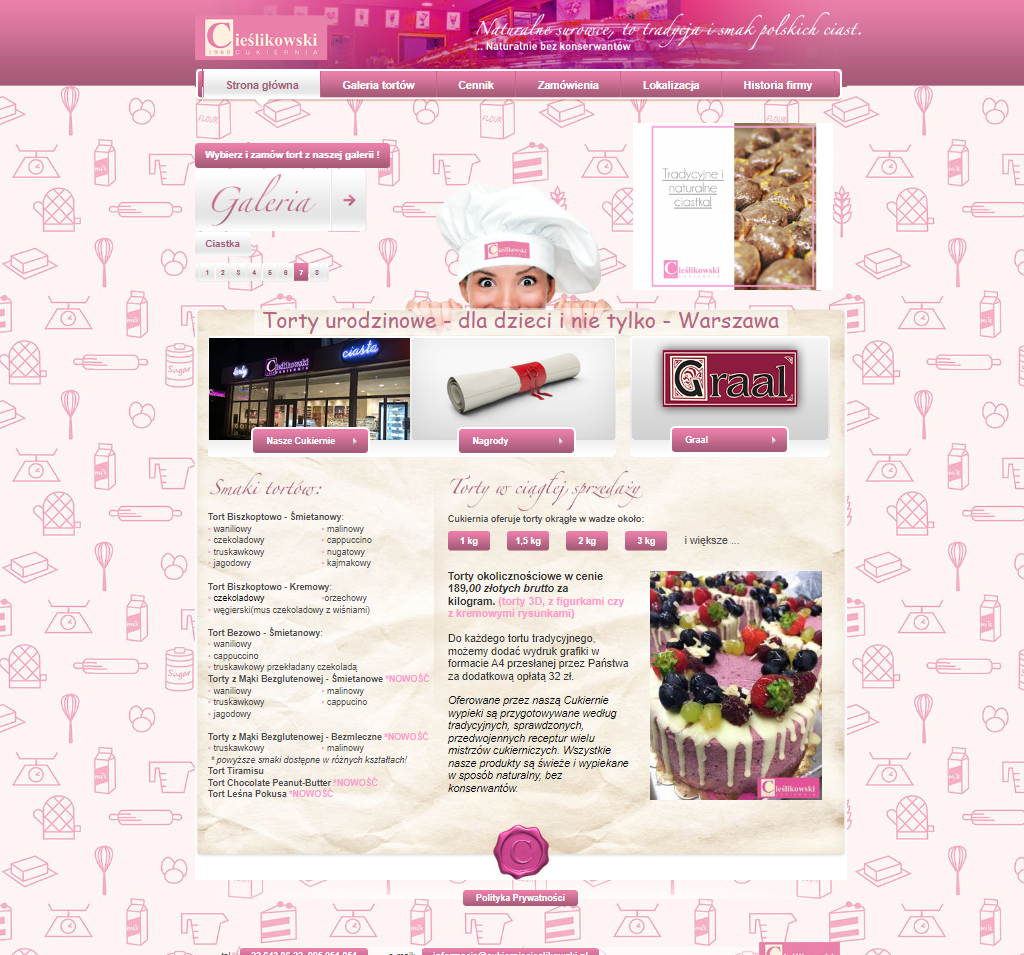 Cieślikowski
1968 CUKIERNIA
Naturalne surowce, to tradycja i smak polskich ciast.
... Naturalnie bez konserwantów
Strona główna
Galeria tortów
Cennik
Zamówienia
Lokalizacja
Historia firmy
Wybierz i zamów tort z naszej galerii !
Galeria
Ciastka
1 2 3 4 5 6 7 8
Tradycyjne i
naturalne
ciastka!
Cieślikowski
CUKIERNIA
Cieślikowski
Torty urodzinowe - dla dzieci i nie tylko - Warszawa
torty
Cieślikowski
ciasta
Graal
Nasze Cukiernie
Nagrody
Graal
Smaki tortów:
Tort Biszkoptowo - Śmietanowy:
- waniliowy - malinowy
- czekoladowy - cappuccino
- truskawkowy - nugatowy
- jagodowy - kajmakowy
Tort Biszkoptowo - Kremowy:
- czekoladowy -orzechowy
- węgierski(mus czekoladowy z wiśniami)
Tort Bezowo - Śmietanowy:
- waniliowy
- cappucino
- truskawkowy przekładany czekoladą
Torty z Mąki Bezglutenowej - Śmietanowe *NOWOŚĆ
- waniliowy - malinowy
- truskawkowy - cappucino
- jagodowy
Torty z Mąki Bezglutenowej - Bezmleczne *NOWOŚĆ
- truskawkowy - malinowy
* powyższe smaki dostępne w różnych kształtach!
Tort Tiramisu
Tort Chocolate Peanut-Butter *NOWOŚĆ
Tort Leśna Pokusa *NOWOŚĆ
Torty w ciągłej sprzedaży
Cukiernia oferuje torty okrągłe w wadze około:
1 kg 1,5 kg 2 kg 3 kg i większe ...
Torty okolicznościowe w cenie
189,00 złotych brutto za
kilogram. (torty 3D, z figurkami czy
z kremowymi rysunkami)
Do każdego tortu tradycyjnego,
możemy dodać wydruk grafiki w
formacie A4 przesłanej przez Państwa
za dodatkową opłatą 32 zł.
Oferowane przez naszą Cukiernie
wypieki są przygotowywane według
tradycyjnych, sprawdzonych,
przedwojennych receptur wielu
mistrzów cukierniczych. Wszystkie
nasze produkty są świeże i wypiekane
w sposób naturalny, bez
konserwantów.
Cieślikowski
CUKIERNIA
C
Polityka Prywatności